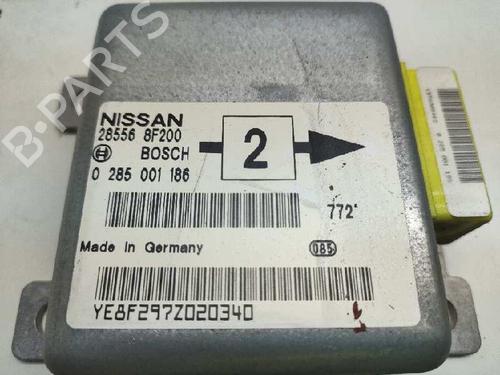 B-PARTS
NISSAN
28556 8F200
BOSCH
2
0 285 001 186
772
Made in Germany
085
YE8F297Z020340